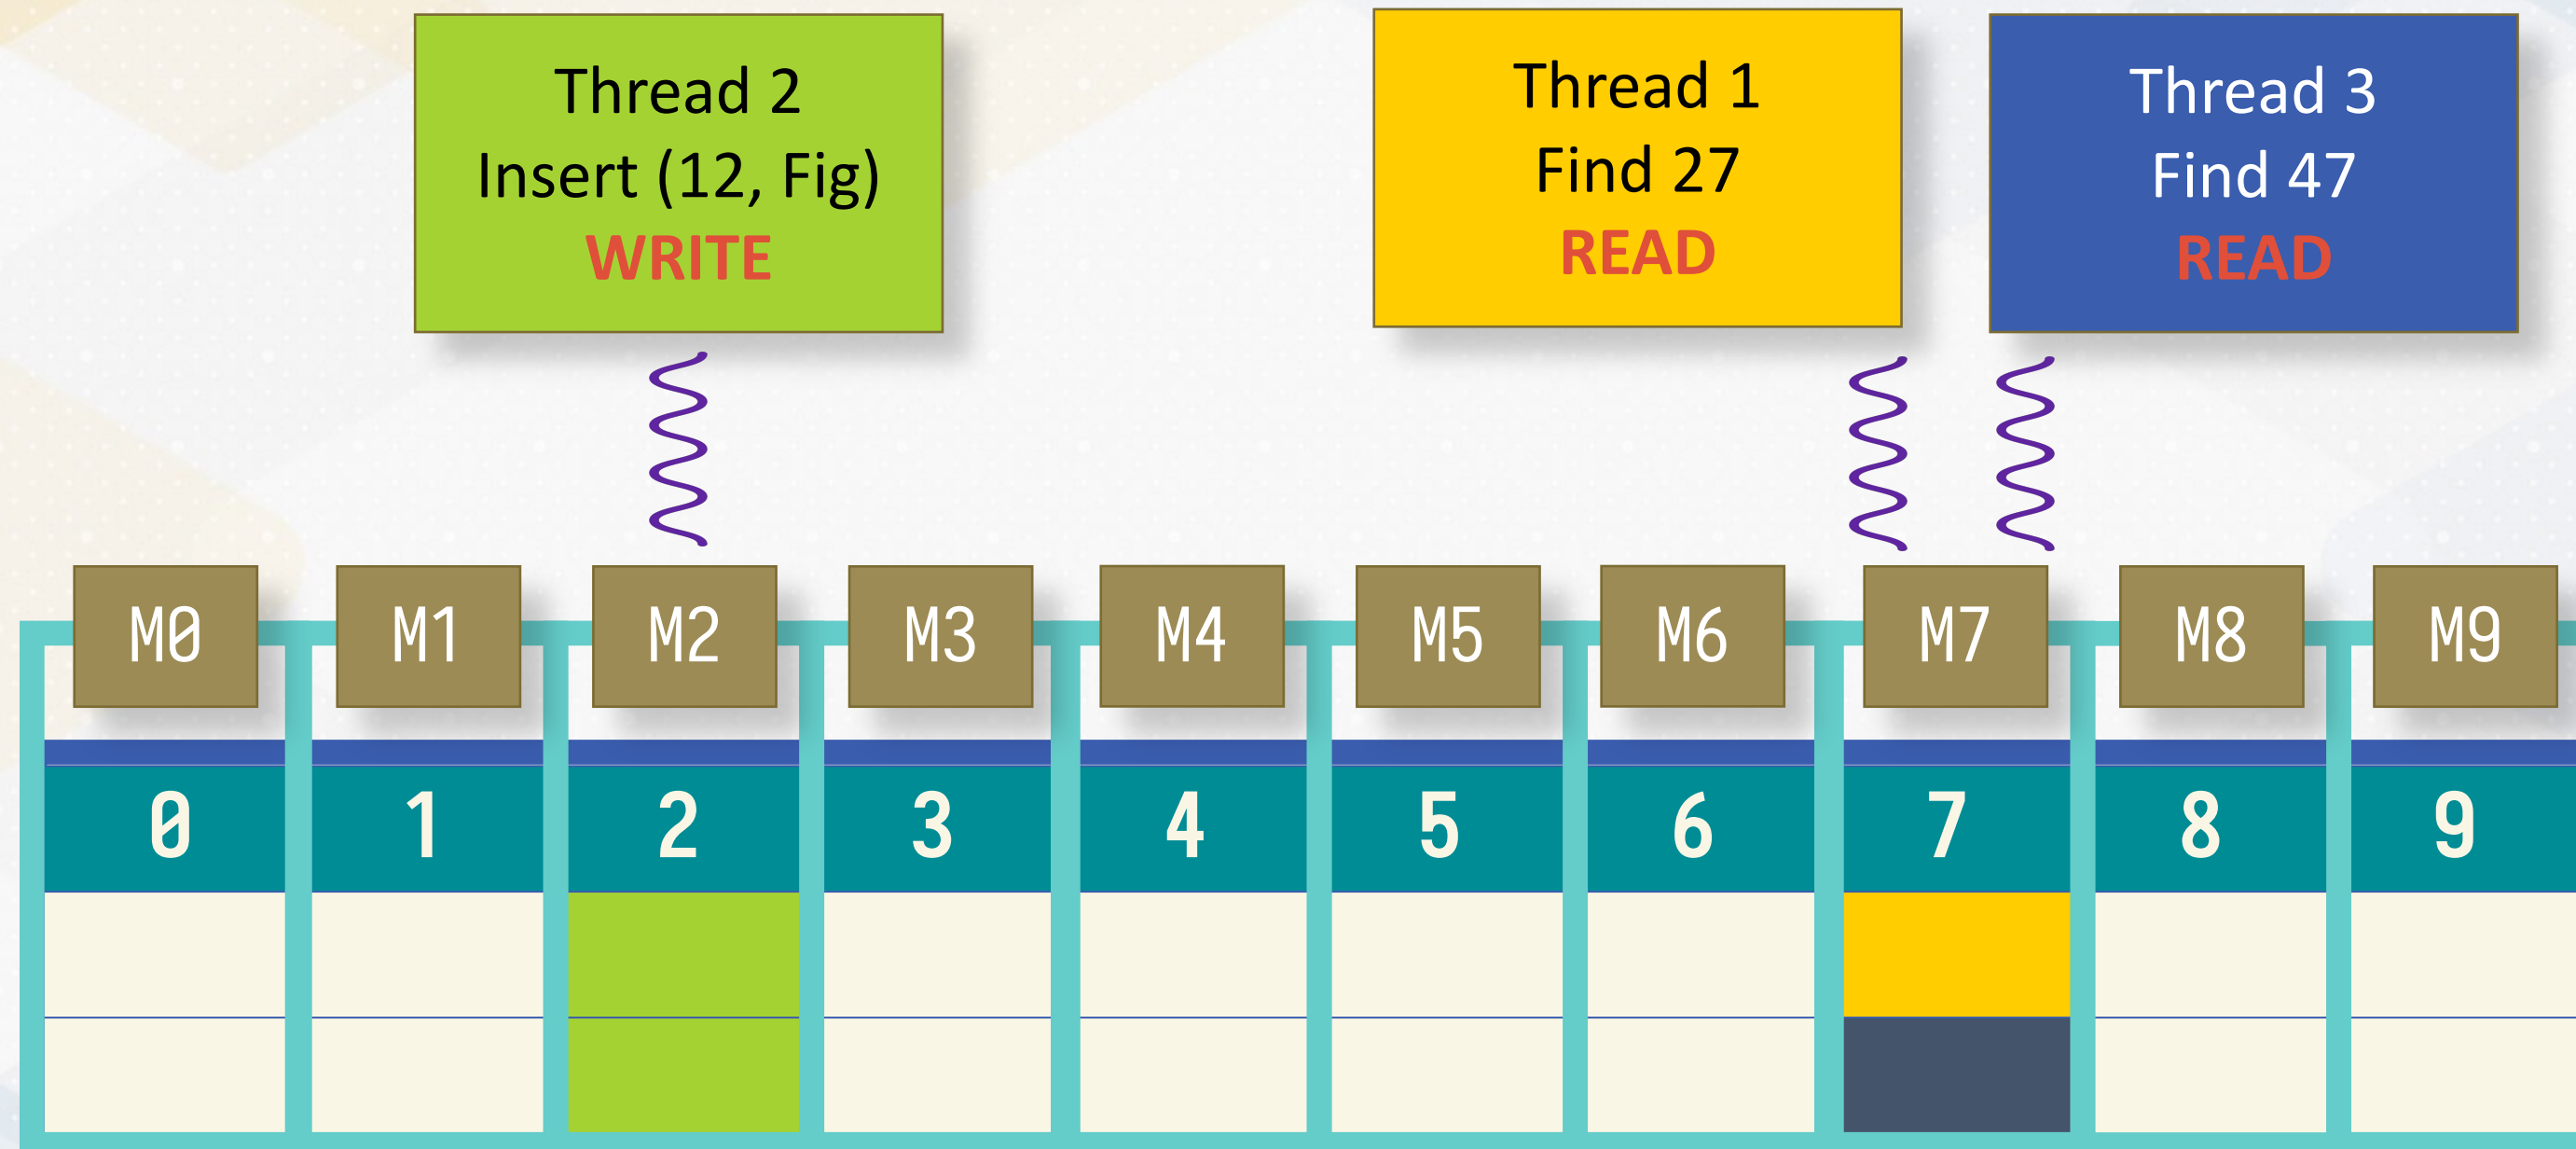 Thread 2
Insert (12, Fig)
WRITE
Thread 1
Find 27
READ
Thread 3
Find 47
READ
M0 M1 M2 M3 M4 M5 M6 M7 M8 M9
0 1 2 3 4 5 6 7 8 9